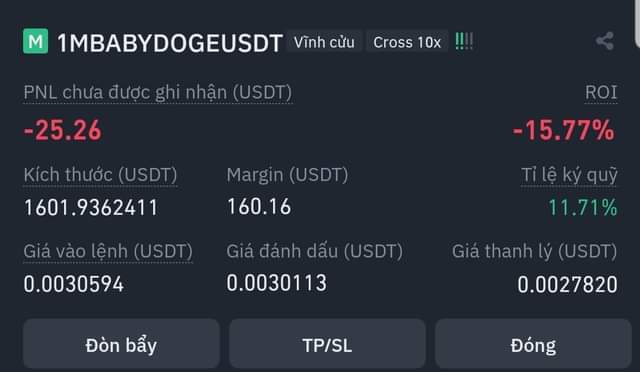 M 1MBABYDOGEUSDT Vĩnh cửu Cross 10x
PNL chưa được ghi nhận (USDT) ROI
-25.26 -15.77%
Kích thước (USDT) Margin (USDT) Tỉ lệ ký quỹ
1601.9362411 160.16 11.71%
Giá vào lệnh (USDT) Giá đánh dấu (USDT) Giá thanh lý (USDT)
0.0030594 0.0030113 0.0027820
Đòn bẩy TP/SL Đóng